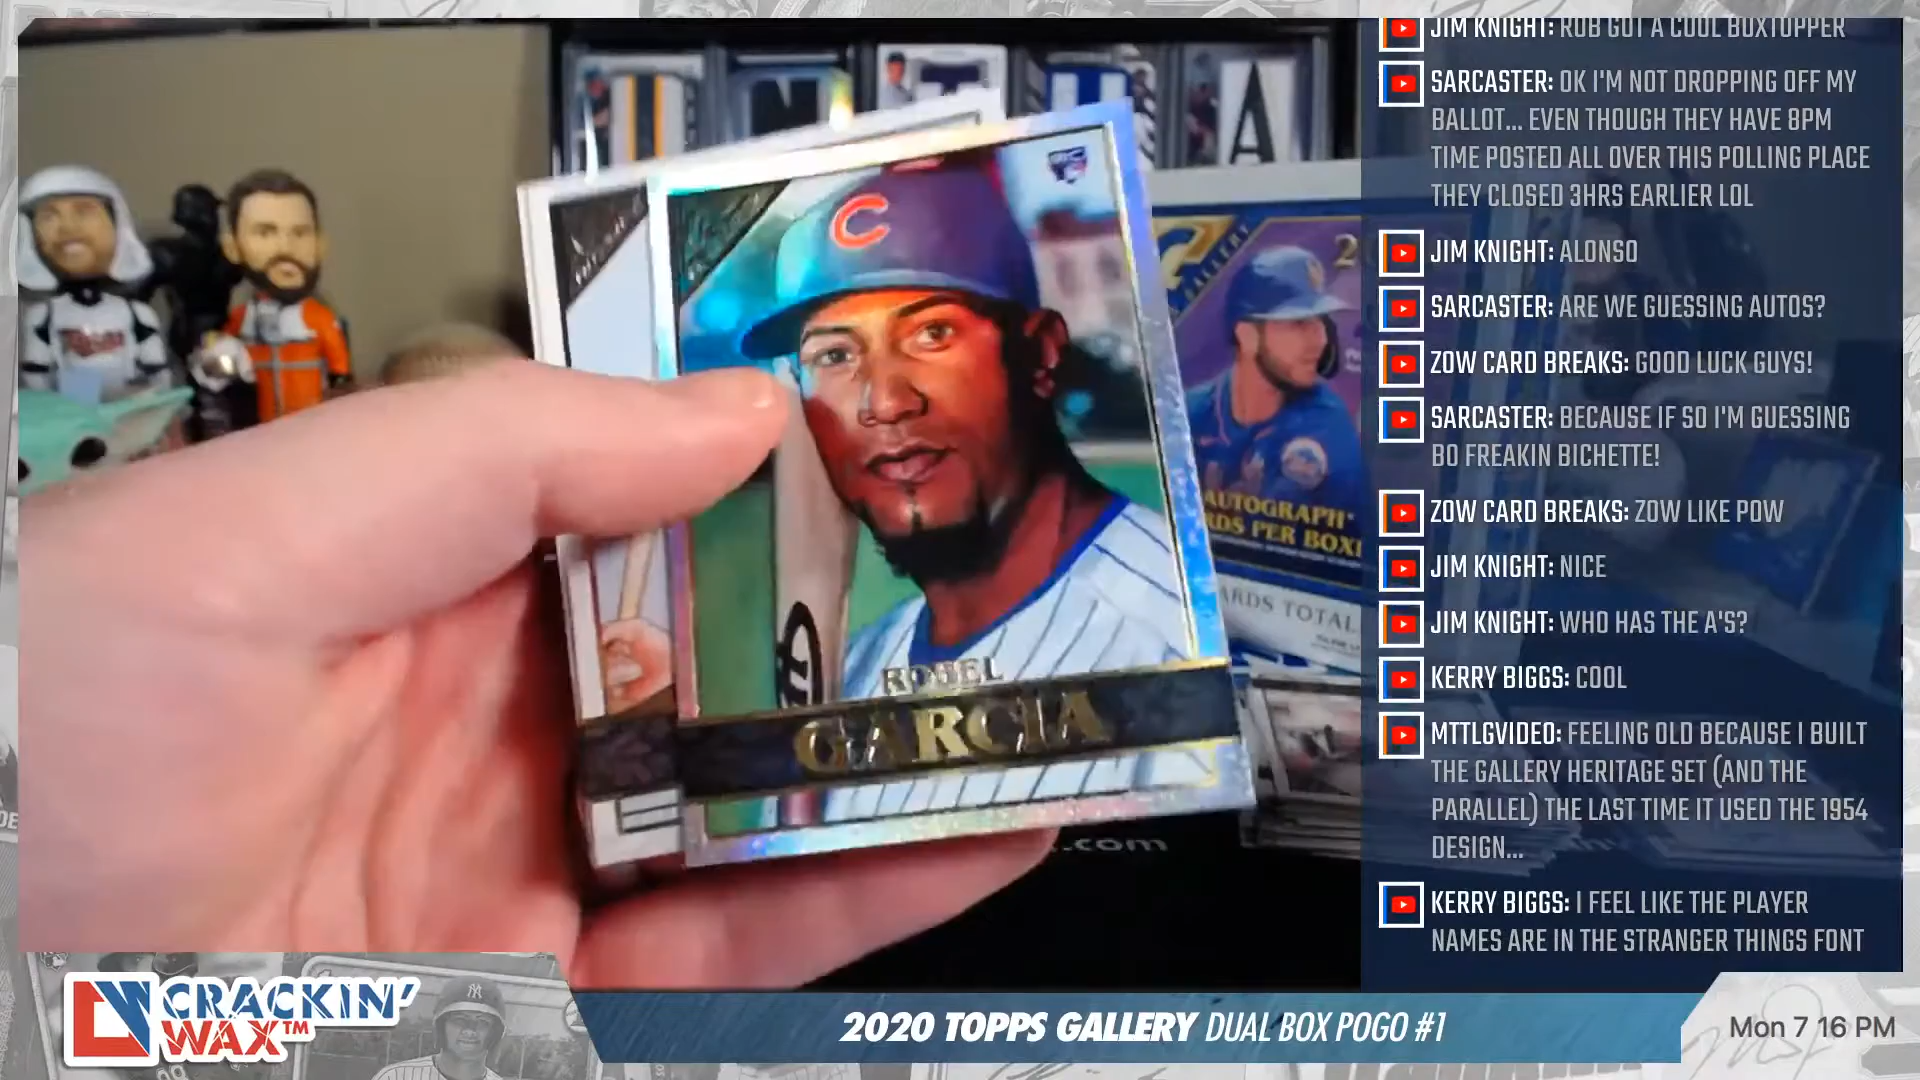 JIM KNIGHT: ROB GOT A COOL BOXTOPPER
SARCASTER: OK I'M NOT DROPPING OFF MY
BALLOT... EVEN THOUGH THEY HAVE 8PM
TIME POSTED ALL OVER THIS POLLING PLACE
THEY CLOSED 3HRS EARLIER LOL
JIM KNIGHT: ALONSO
SARCASTER: ARE WE GUESSING AUTOS?
ZOW CARD BREAKS: GOOD LUCK GUYS!
SARCASTER: BECAUSE IF SO I'M GUESSING
BO FREAKIN BICHETTE!
ZOW CARD BREAKS: ZOW LIKE POW
JIM KNIGHT: NICE
JIM KNIGHT: WHO HAS THE A'S?
KERRY BIGGS: COOL
MTTLGVIDEO: FEELING OLD BECAUSE I BUILT
THE GALLERY HERITAGE SET (AND THE
PARALLEL) THE LAST TIME IT USED THE 1954
DESIGN...
KERRY BIGGS: I FEEL LIKE THE PLAYER
NAMES ARE IN THE STRANGER THINGS FONT
C
RC
ROBEL
GARCIA
GALLERY
AUTOGRAPH
RDS PER BOX
ARDS TOTAL
.com
A
CRACKIN'
WAX™
2020 TOPPS GALLERY DUAL BOX POGO #1
Mon 7 16 PM